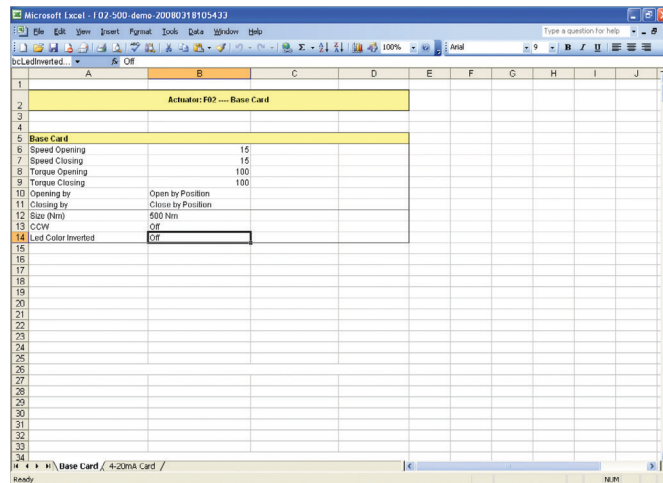 Microsoft Excel - F02-500-demo-20080318105433
File Edit View Insert Format Tools Data Window Help Type a question for help
100% Arial 9 B I U
bcLedInverted... fx Off
A B C D E F G H I J
1
2 Actuator: F02 ---- Base Card
3
4
5 Base Card
6 Speed Opening 15
7 Speed Closing 15
8 Torque Opening 100
9 Torque Closing 100
10 Opening by Open by Position
11 Closing by Close by Position
12 Size (Nm) 500 Nm
13 CCW Off
14 Led Color Inverted Off
15
16
17
18
19
20
21
22
23
24
25
26
27
28
29
30
31
32
33
34
Base Card / 4-20mA Card /
Ready NUM